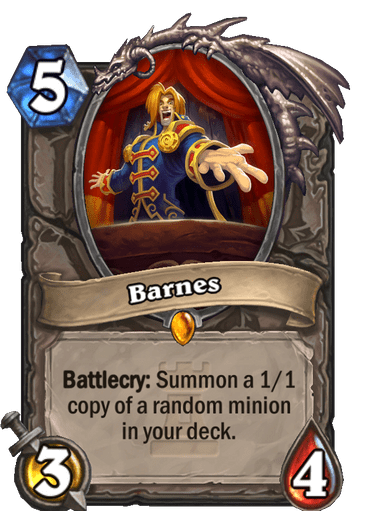 5
Barnes
Battlecry: Summon a 1/1
copy of a random minion
in your deck.
3
4